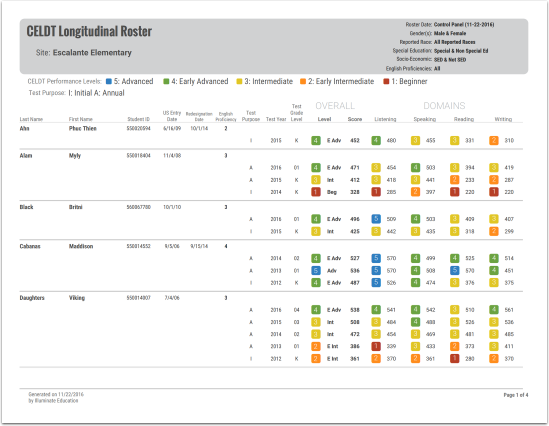 CELDT Longitudinal Roster
Site: Escalante Elementary
Roster Date: Control Panel (11-22-2016)
Gender(s): Male & Female
Reported Race: All Reported Races
Special Education: Special & Non Special Ed
Socio-Economic: SED & Not SED
English Proficiencies: All
CELDT Performance Levels: 5: Advanced 4: Early Advanced 3: Intermediate 2: Early Intermediate 1: Beginner
Test Purpose: I: Initial A: Annual
OVERALL DOMAINS
Last Name First Name Student ID US Entry Date Redesignation Date English Proficiency Test Purpose Test Year Test Grade Level Level Score Listening Speaking Reading Writing
Ahn Phuc Thien 550020594 6/16/09 10/1/14 2
I 2015 K 4 E Adv 452 4 480 3 455 3 331 2 310
Alam Myly 550018404 11/4/08 3
A 2016 01 4 E Adv 471 3 454 4 503 3 394 3 419
A 2015 K 3 Int 412 3 418 3 441 2 233 2 287
I 2014 K 1 Beg 328 1 285 2 397 1 220 1 220
Black Britni 560067780 10/1/10 3
A 2016 01 4 E Adv 496 5 509 4 503 3 409 3 407
I 2015 K 3 Int 425 3 442 3 435 3 318 2 299
Cabanas Maddison 550014552 9/5/06 9/15/14 4
A 2014 02 4 E Adv 527 5 570 4 499 4 525 4 514
A 2013 01 5 Adv 536 5 570 4 508 5 570 4 451
I 2012 K 4 E Adv 487 5 526 4 474 3 376 3 375
Daughters Viking 550014007 7/4/06 3
A 2016 04 4 E Adv 538 4 541 4 542 3 510 4 561
A 2015 03 3 Int 508 3 484 4 488 3 526 3 536
A 2014 02 3 Int 472 3 454 3 469 3 481 3 485
A 2013 01 2 E Int 386 1 339 3 433 2 373 3 411
I 2012 K 2 E Int 361 2 370 2 361 1 280 2 370
Generated on 11/22/2016
by Illuminate Education
Page 1 of 4